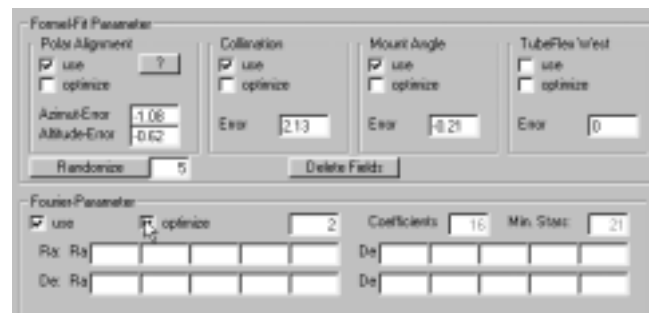 Formel-Fit Parameter
Polar Alignment
use
?
optimize
Azimut-Error -1.08
Altitude-Error -0.62
Collimation
use
optimize
Error 2.13
Mount Angle
use
optimize
Error -0.21
TubeFlex West
use
optimize
Error 0
Randomize 5
Delete Fields
Fourier-Parameter
use optimize 2 Coefficients 16 Min. Stars: 21
Ra: Ra De
De: Ra De